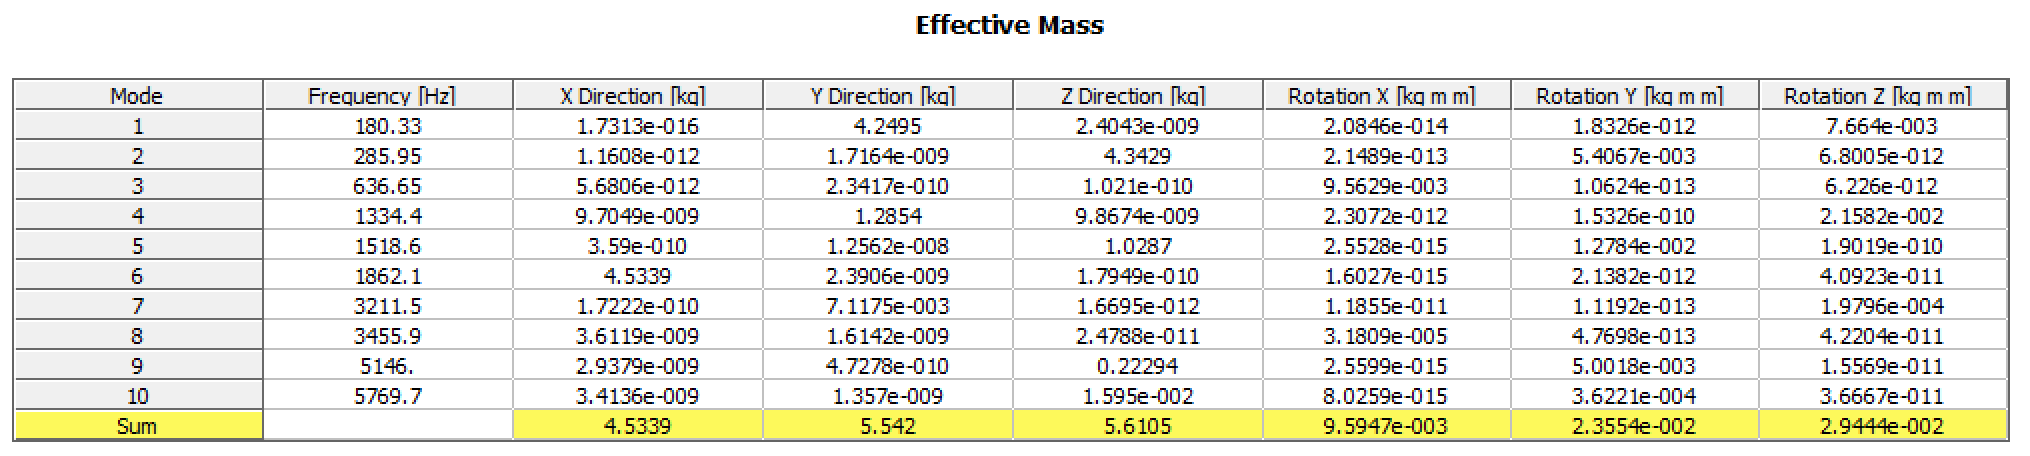 Effective Mass
Mode Frequency [Hz] X Direction [kg] Y Direction [kg] Z Direction [kg] Rotation X [kg m m] Rotation Y [kg m m] Rotation Z [kg m m]
1 180.33 1.7313e-016 4.2495 2.4043e-009 2.0846e-014 1.8326e-012 7.664e-003
2 285.95 1.1608e-012 1.7164e-009 4.3429 2.1489e-013 5.4067e-003 6.8005e-012
3 636.65 5.6806e-012 2.3417e-010 1.021e-010 9.5629e-003 1.0624e-013 6.226e-012
4 1334.4 9.7049e-009 1.2854 9.8674e-009 2.3072e-012 1.5326e-010 2.1582e-002
5 1518.6 3.59e-010 1.2562e-008 1.0287 2.5528e-015 1.2784e-002 1.9019e-010
6 1862.1 4.5339 2.3906e-009 1.7949e-010 1.6027e-015 2.1382e-012 4.0923e-011
7 3211.5 1.7222e-010 7.1175e-003 1.6695e-012 1.1855e-011 1.1192e-013 1.9796e-004
8 3455.9 3.6119e-009 1.6142e-009 2.4788e-011 3.1809e-005 4.7698e-013 4.2204e-011
9 5146. 2.9379e-009 4.7278e-010 0.22294 2.5599e-015 5.0018e-003 1.5569e-011
10 5769.7 3.4136e-009 1.357e-009 1.595e-002 8.0259e-015 3.6221e-004 3.6667e-011
Sum 4.5339 5.542 5.6105 9.5947e-003 2.3554e-002 2.9444e-002